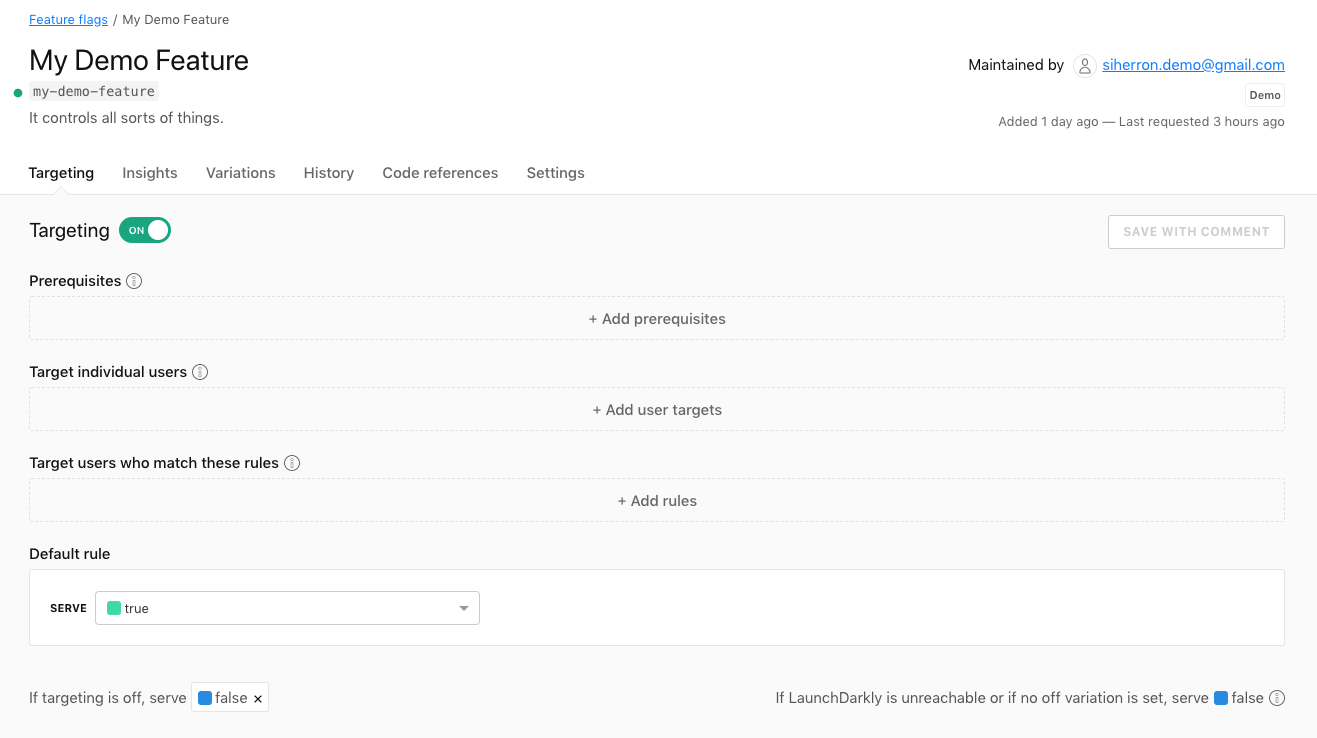 Feature flags / My Demo Feature
My Demo Feature
Maintained by siherron.demo@gmail.com
my-demo-feature
Demo
It controls all sorts of things.
Added 1 day ago — Last requested 3 hours ago
Targeting Insights Variations History Code references Settings
Targeting ON
SAVE WITH COMMENT
Prerequisites
+ Add prerequisites
Target individual users
+ Add user targets
Target users who match these rules
+ Add rules
Default rule
SERVE true
If targeting is off, serve false ×
If LaunchDarkly is unreachable or if no off variation is set, serve false